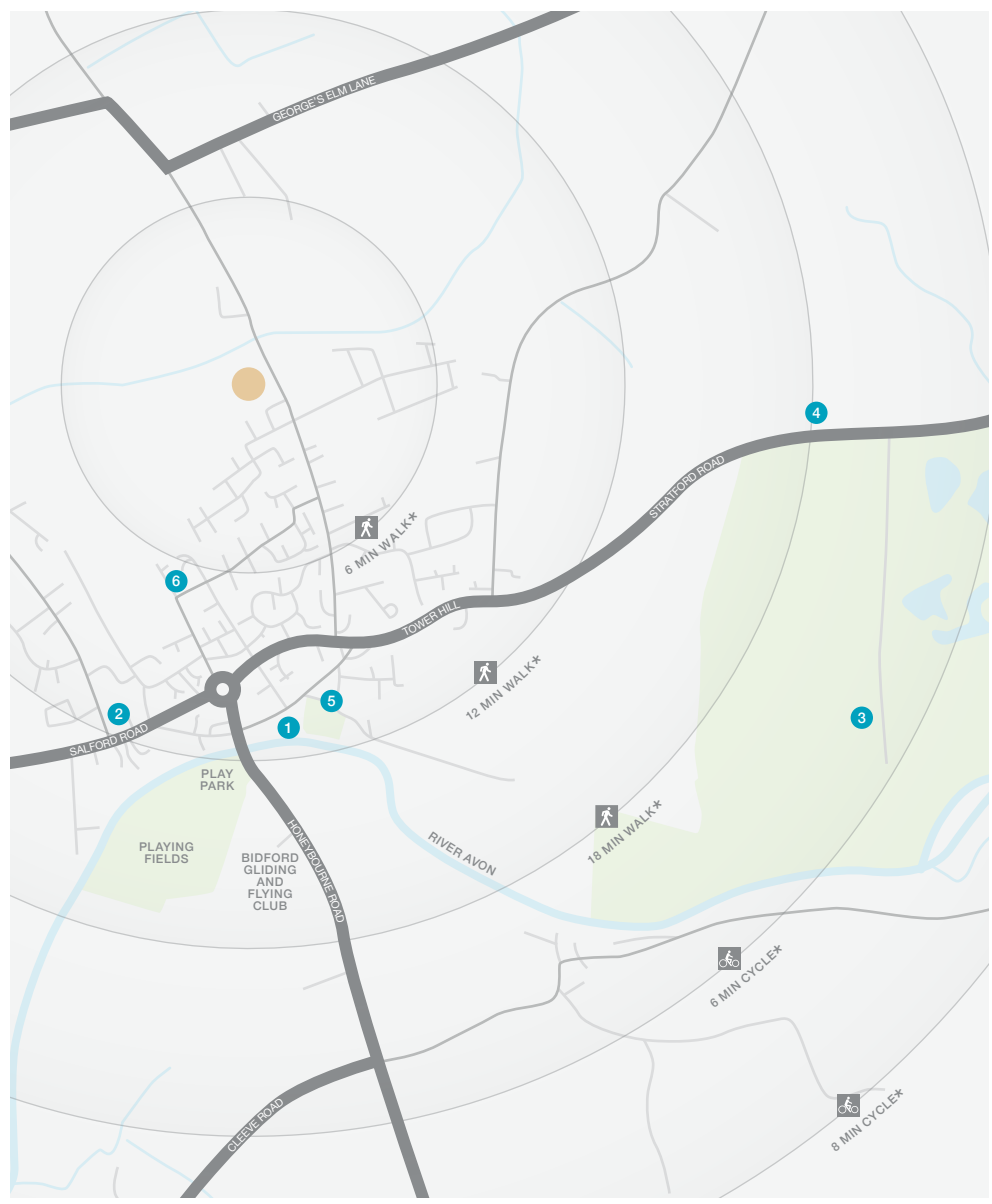 GEORGE'S ELM LANE
4
STRATFORD ROAD
6 MIN WALK*
6
TOWER HILL
12 MIN WALK*
5
2
1
3
SALFORD ROAD
PLAY
PARK
18 MIN WALK*
HONEYBOURNE ROAD
RIVER AVON
PLAYING
FIELDS
BIDFORD
GLIDING
AND
FLYING
CLUB
6 MIN CYCLE*
CLEEVE ROAD
8 MIN CYCLE*